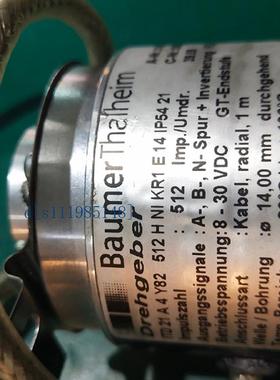 BaumerThalheim
Drehgeber
ITD 21 A 4 Y82 512 H NI KR1 E 14 IP54 21
Impulszahl : 512 Imp./Umdr.
Ausgangssignale : A-, B-, N- Spur + Invertierung
Betriebsspannung: 8 - 30 VDC GT-Endstufe
Anschlussart : Kabel, radial, 1 m
Welle / Bohrung : ø 14,00 mm durchgehend